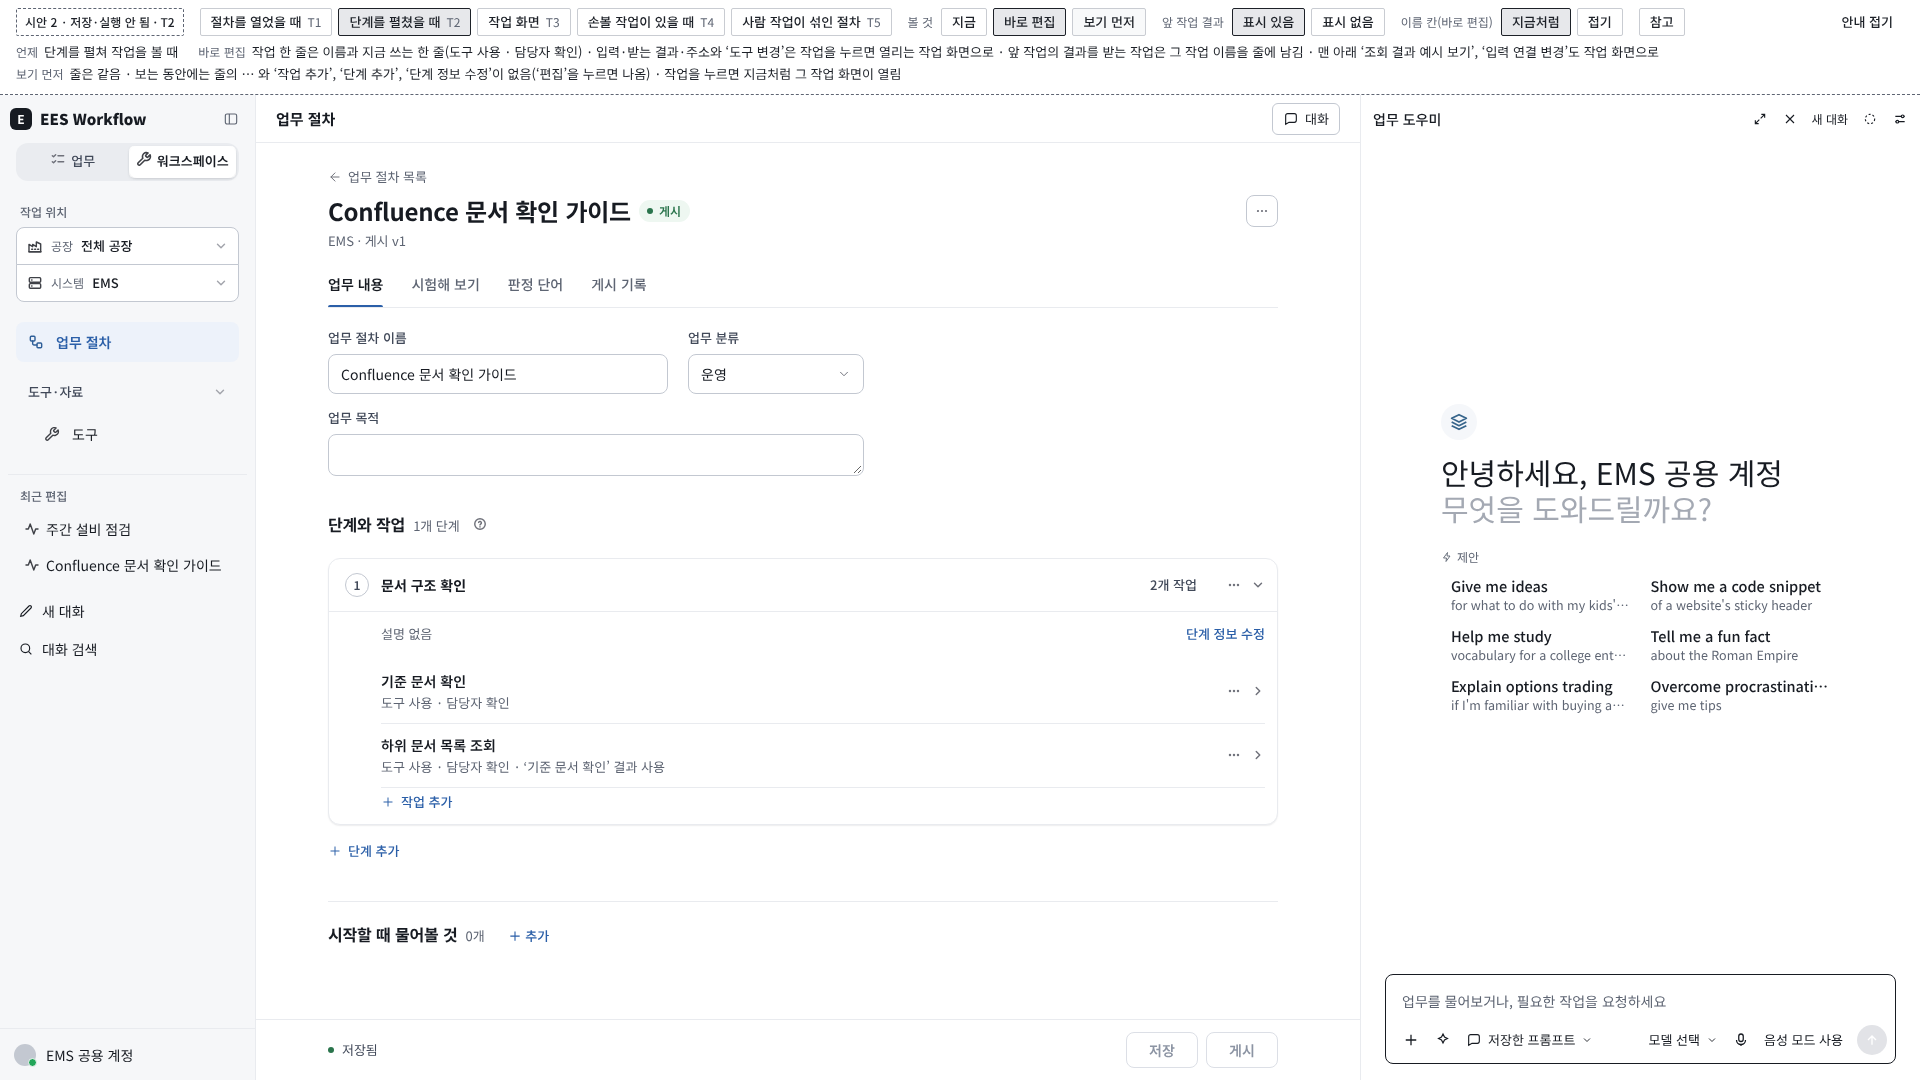 시안 2 · 저장·실행 안 됨 · T2
절차를 열었을 때 T1
단계를 펼쳤을 때 T2
작업 화면 T3
손볼 작업이 있을 때 T4
사람 작업이 섞인 절차 T5
볼 것
지금
바로 편집
보기 먼저
앞 작업 결과
표시 있음
표시 없음
이름 칸(바로 편집)
지금처럼
접기
참고
안내 접기
언제 단계를 펼쳐 작업을 볼 때 바로 편집 작업 한 줄은 이름과 지금 쓰는 한 줄(도구 사용 · 담당자 확인) · 입력·받는 결과·주소와 ‘도구 변경’은 작업을 누르면 열리는 작업 화면으로 · 앞 작업의 결과를 받는 작업은 그 작업 이름을 줄에 남김 · 맨 아래 ‘조회 결과 예시 보기’, ‘입력 연결 변경’도 작업 화면으로
보기 먼저 줄은 같음 · 보는 동안에는 줄의 ··· 와 ‘작업 추가’, ‘단계 추가’, ‘단계 정보 수정’이 없음(‘편집’을 누르면 나옴) · 작업을 누르면 지금처럼 그 작업 화면이 열림
E EES Workflow
업무
워크스페이스
작업 위치
공장 전체 공장
시스템 EMS
업무 절차
도구·자료
도구
최근 편집
주간 설비 점검
Confluence 문서 확인 가이드
새 대화
대화 검색
EMS 공용 계정
업무 절차
대화
업무 절차 목록
Confluence 문서 확인 가이드
게시
EMS · 게시 v1
업무 내용
시험해 보기
판정 단어
게시 기록
업무 절차 이름
업무 분류
Confluence 문서 확인 가이드
운영
업무 목적
단계와 작업 1개 단계
1 문서 구조 확인
2개 작업
설명 없음
단계 정보 수정
기준 문서 확인
도구 사용 · 담당자 확인
하위 문서 목록 조회
도구 사용 · 담당자 확인 · ‘기준 문서 확인’ 결과 사용
작업 추가
단계 추가
시작할 때 물어볼 것 0개
추가
저장됨
저장
게시
업무 도우미
새 대화
안녕하세요, EMS 공용 계정
무엇을 도와드릴까요?
제안
Give me ideas
for what to do with my kids'···
Show me a code snippet
of a website's sticky header
Help me study
vocabulary for a college ent···
Tell me a fun fact
about the Roman Empire
Explain options trading
if I'm familiar with buying a···
Overcome procrastinati···
give me tips
업무를 물어보거나, 필요한 작업을 요청하세요
저장한 프롬프트
모델 선택
음성 모드 사용